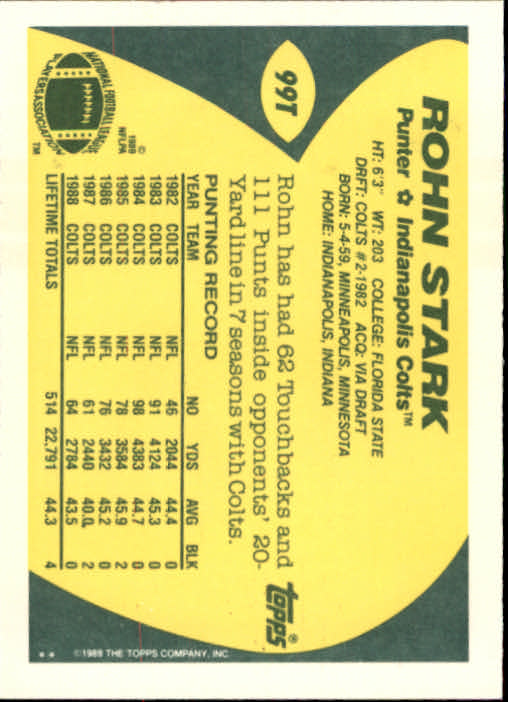 99T
ROHN STARK
Punter ✿ Indianapolis Colts™
HT: 6'3" WT: 203 COLLEGE: FLORIDA STATE
DRFT: COLTS #2-1982 ACQ: VIA DRAFT
BORN: 5-4-59, MINNEAPOLIS, MINNESOTA
HOME: INDIANAPOLIS, INDIANA
Rohn has had 62 Touchbacks and
111 Punts inside opponents' 20-
Yard line in 7 seasons with Colts.
topps®
PUNTING RECORD
YEAR TEAM NO YDS AVG BLK
1982 COLTS NFL 46 2044 44.4 0
1983 COLTS NFL 91 4124 45.3 0
1984 COLTS NFL 98 4383 44.7 0
1985 COLTS NFL 78 3584 45.9 2
1986 COLTS NFL 76 3432 45.2 0
1987 COLTS NFL 61 2440 40.0 2
1988 COLTS NFL 64 2784 43.5 0
LIFETIME TOTALS 514 22,791 44.3 4
NATIONAL FOOTBALL LEAGUE
PLAYERS ASSOCIATION
™
©
1989
NFLPA
** ©1989 THE TOPPS COMPANY, INC.